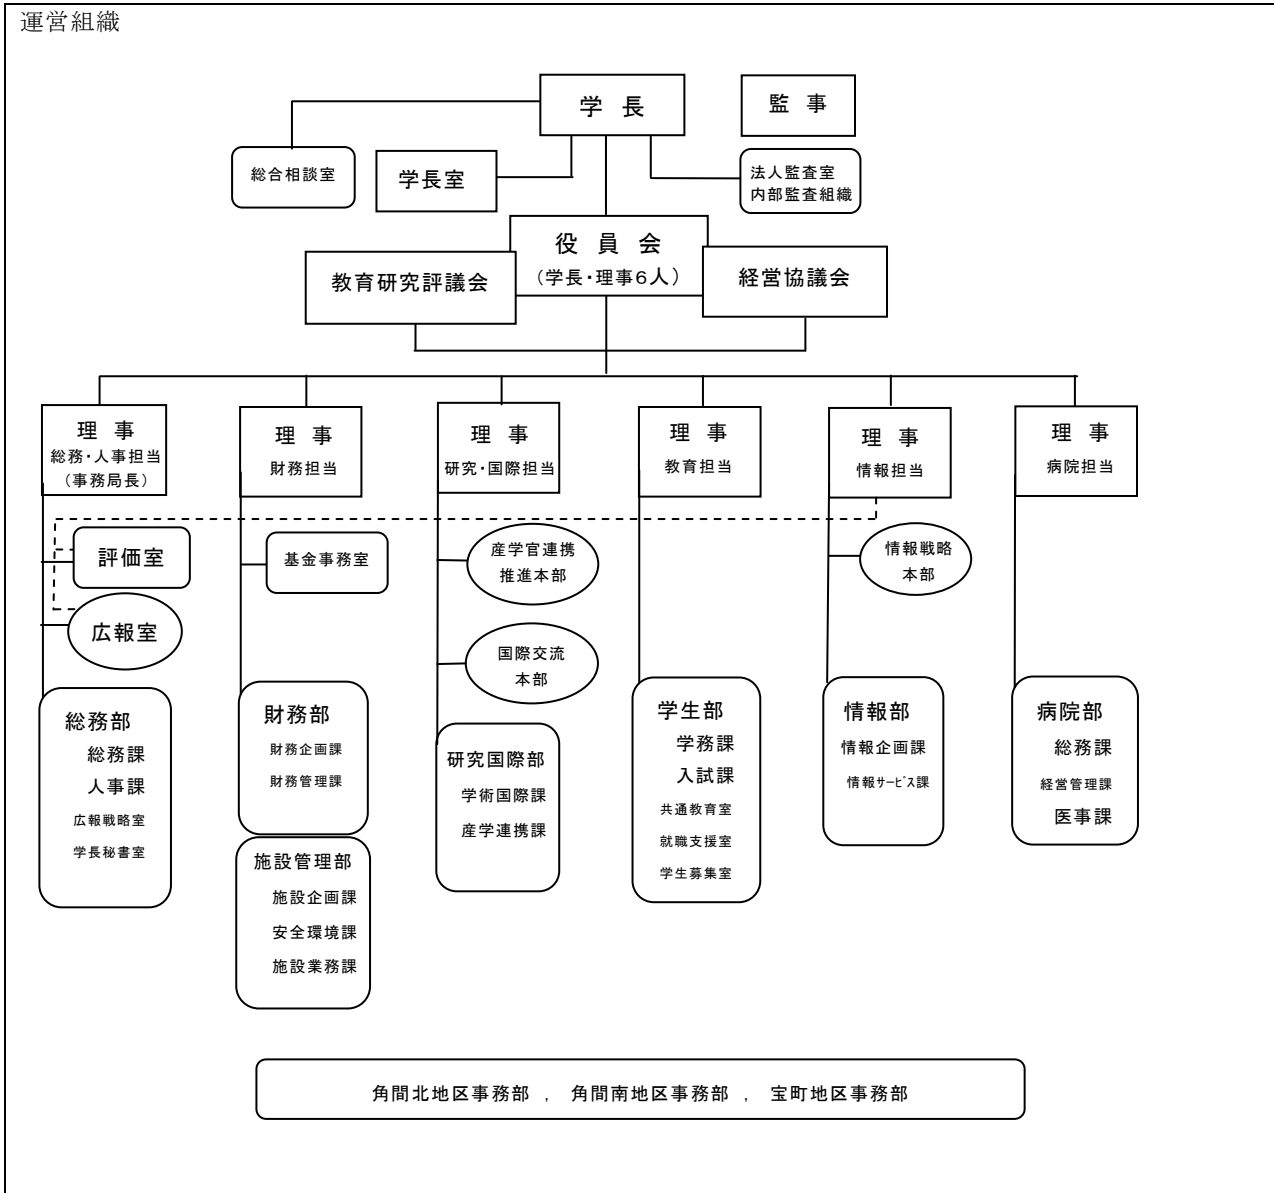 運営組織
学 長
監 事
総合相談室
学長室
法人監査室
内部監査組織
役 員 会
（学長・理事６人）
教育研究評議会
経営協議会
理 事
総務・人事担当
（事務局長）
理 事
財務担当
理 事
研究・国際担当
理 事
教育担当
理 事
情報担当
理 事
病院担当
評価室
広報室
基金事務室
産学官連携
推進本部
国際交流
本部
情報戦略
本部
総務部
総務課
人事課
広報戦略室
学長秘書室
財務部
財務企画課
財務管理課
施設管理部
施設企画課
安全環境課
施設業務課
研究国際部
学術国際課
産学連携課
学生部
学務課
入試課
共通教育室
就職支援室
学生募集室
情報部
情報企画課
情報ｻｰﾋﾞｽ課
病院部
総務課
経営管理課
医事課
角間北地区事務部 ， 角間南地区事務部 ， 宝町地区事務部